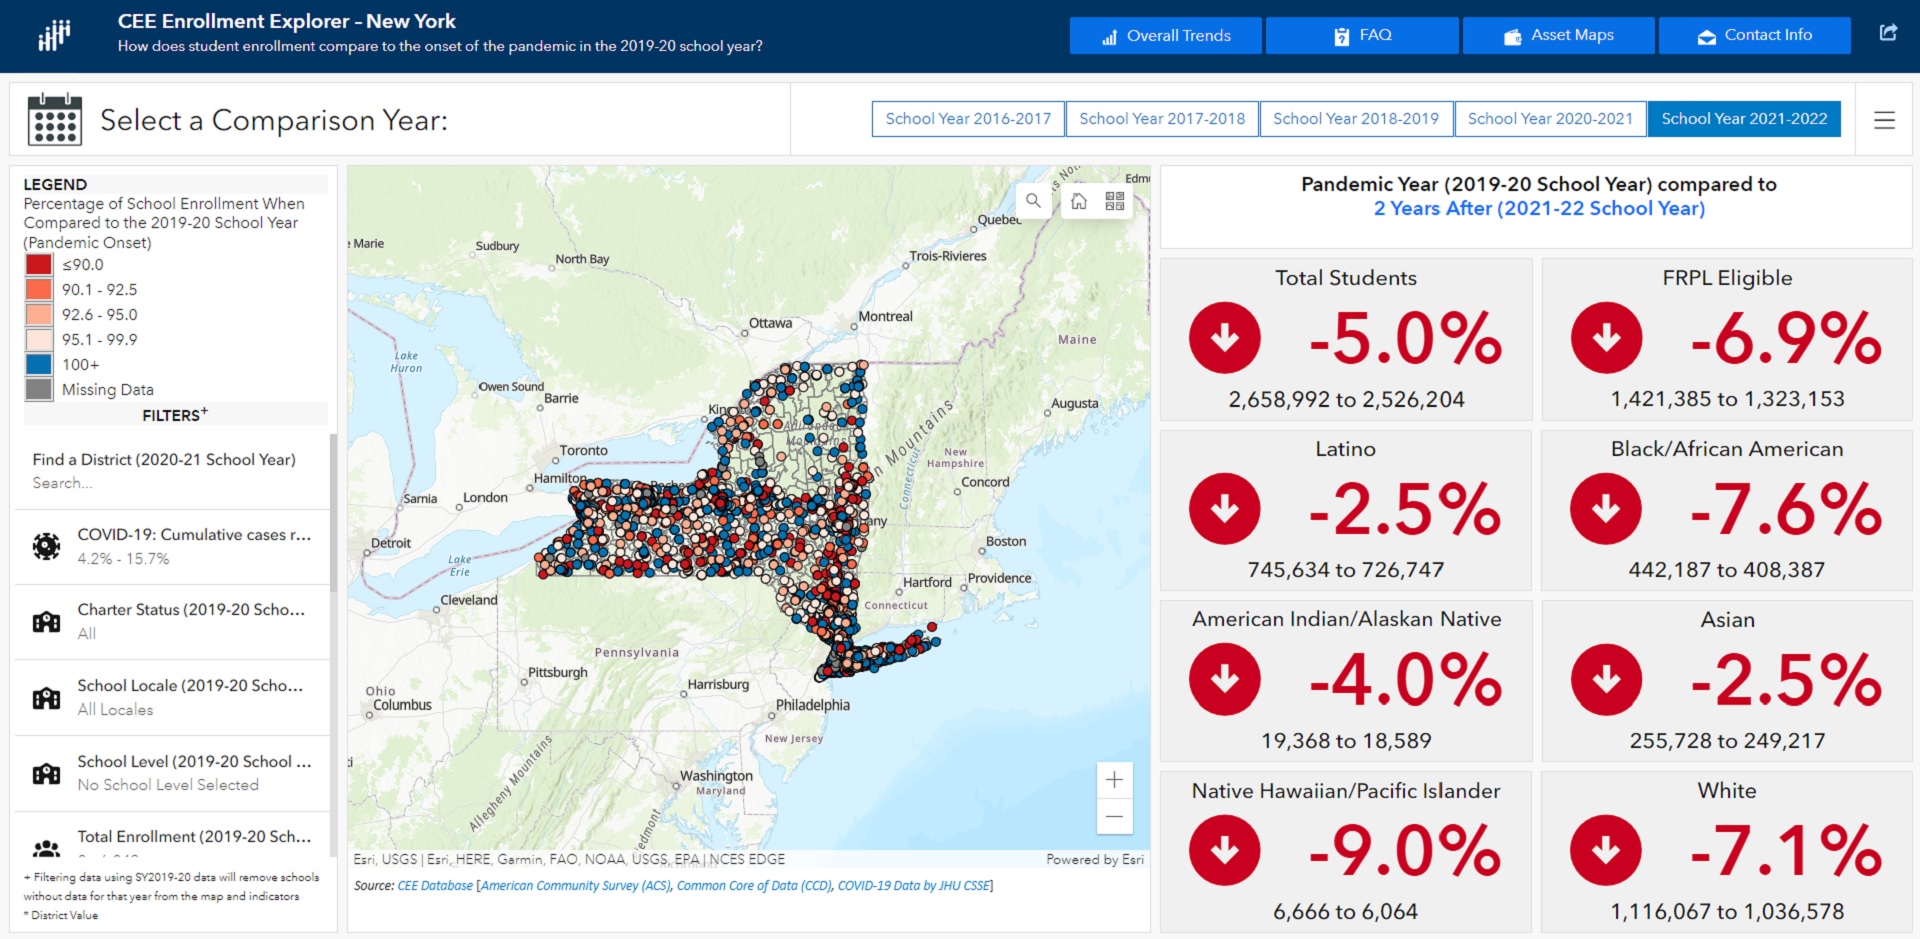 CEE Enrollment Explorer – New York
How does student enrollment compare to the onset of the pandemic in the 2019-20 school year?
Overall Trends
FAQ
Asset Maps
Contact Info
Select a Comparison Year:
School Year 2016-2017
School Year 2017-2018
School Year 2018-2019
School Year 2020-2021
School Year 2021-2022
LEGEND
Percentage of School Enrollment When
Compared to the 2019-20 School Year
(Pandemic Onset)
≤90.0
90.1 - 92.5
92.6 - 95.0
95.1 - 99.9
100+
Missing Data
FILTERS+
Find a District (2020-21 School Year)
Search...
COVID-19: Cumulative cases r...
4.2% - 15.7%
Charter Status (2019-20 Scho...
All
School Locale (2019-20 Scho...
All Locales
School Level (2019-20 School ...
No School Level Selected
Total Enrollment (2019-20 Sch...
+ Filtering data using SY2019-20 data will remove schools
without data for that year from the map and indicators
* District Value
Edmu
Quebec
e Marie
Sudbury
North Bay
Trois-Rivieres
Ottawa
Montreal
Maine
Lake
Huron
Owen Sound
Barrie
Augusta
Adirondack
Mountains
Toronto
New
Hampshire
Hamilton
Concord
Sarnia
London
Connecticut
Detroit
Boston
Lake
Erie
Hartford
Providence
Cleveland
Connecticut
Pennsylvania
Pittsburgh
Harrisburg
Ohio
Columbus
Philadelphia
New Jersey
Allegheny Mountains
Washington
Maryland
Esri, USGS | Esri, HERE, Garmin, FAO, NOAA, USGS, EPA | NCES EDGE
Powered by Esri
Source: CEE Database [American Community Survey (ACS), Common Core of Data (CCD), COVID-19 Data by JHU CSSE]
Pandemic Year (2019-20 School Year) compared to
2 Years After (2021-22 School Year)
Total Students
-5.0%
2,658,992 to 2,526,204
FRPL Eligible
-6.9%
1,421,385 to 1,323,153
Latino
-2.5%
745,634 to 726,747
Black/African American
-7.6%
442,187 to 408,387
American Indian/Alaskan Native
-4.0%
19,368 to 18,589
Asian
-2.5%
255,728 to 249,217
Native Hawaiian/Pacific Islander
-9.0%
6,666 to 6,064
White
-7.1%
1,116,067 to 1,036,578